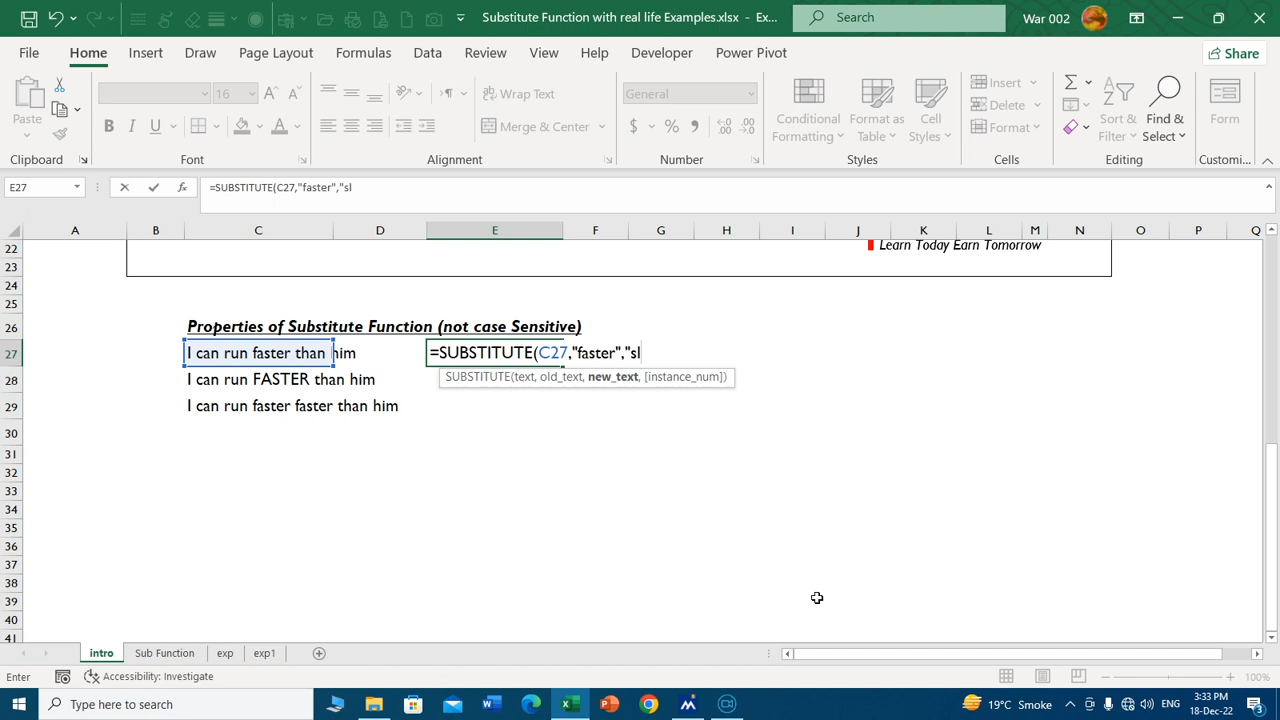 Substitute Function with real life Examples.xlsx - Ex...
Search
War 002
File Home Insert Draw Page Layout Formulas Data Review View Help Developer Power Pivot
Share
Paste
16
Wrap Text
Merge & Center
General
Conditional Formatting
Format as Table
Cell Styles
Insert
Delete
Format
Sort & Filter
Find & Select
Form
Clipboard Font Alignment Number Styles Cells Editing Customi...
E27
=SUBSTITUTE(C27,"faster","sl
A B C D E F G H I J K L M N O P Q
22 Learn Today Earn Tomorrow
23
24
25
26 Properties of Substitute Function (not case Sensitive)
27 I can run faster than him =SUBSTITUTE(C27,"faster","sl
SUBSTITUTE(text, old_text, new_text, [instance_num])
28 I can run FASTER than him
29 I can run faster faster than him
30
31
32
33
34
35
36
37
38
39
40
41
intro Sub Function exp exp1
Enter Accessibility: Investigate 100%
Type here to search
19°C Smoke
ENG
3:33 PM
18-Dec-22
3